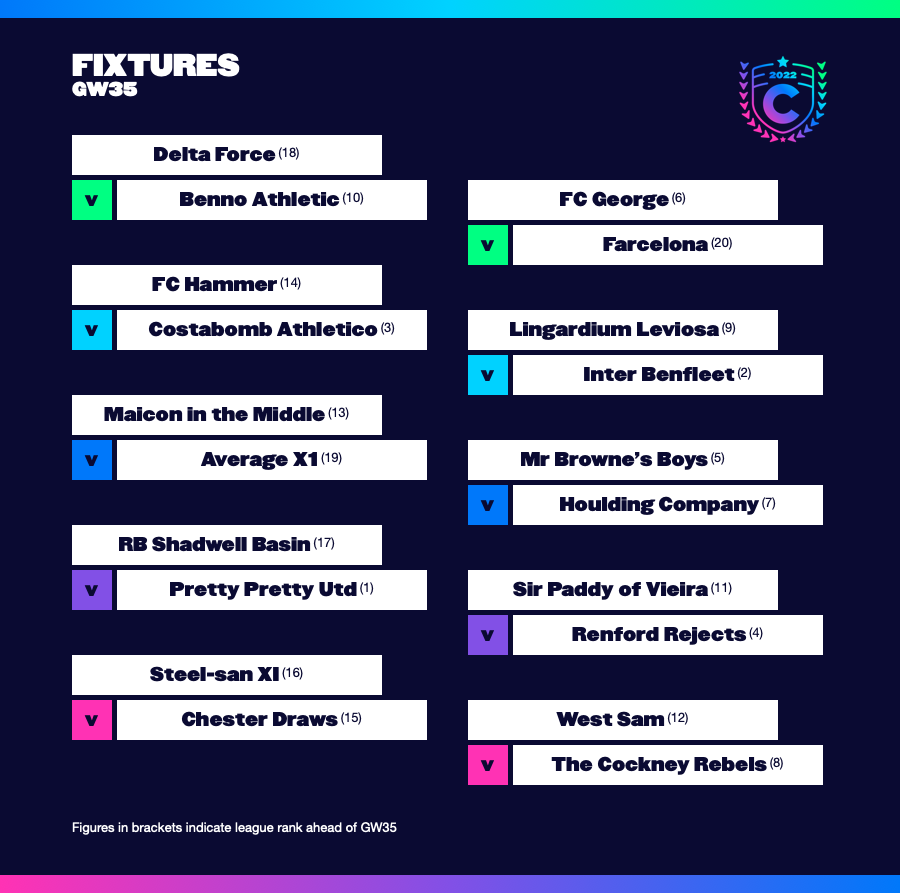 FIXTURES
GW35
2022
C
Delta Force (18)
v Benno Athletic (10)
FC Hammer (14)
v Costabomb Athletico (3)
Maicon in the Middle (13)
v Average X1 (19)
RB Shadwell Basin (17)
v Pretty Pretty Utd (1)
Steel-san XI (16)
v Chester Draws (15)
FC George (6)
v Farcelona (20)
Lingardium Leviosa (9)
v Inter Benfleet (2)
Mr Browne’s Boys (5)
v Houlding Company (7)
Sir Paddy of Vieira (11)
v Renford Rejects (4)
West Sam (12)
v The Cockney Rebels (8)
Figures in brackets indicate league rank ahead of GW35